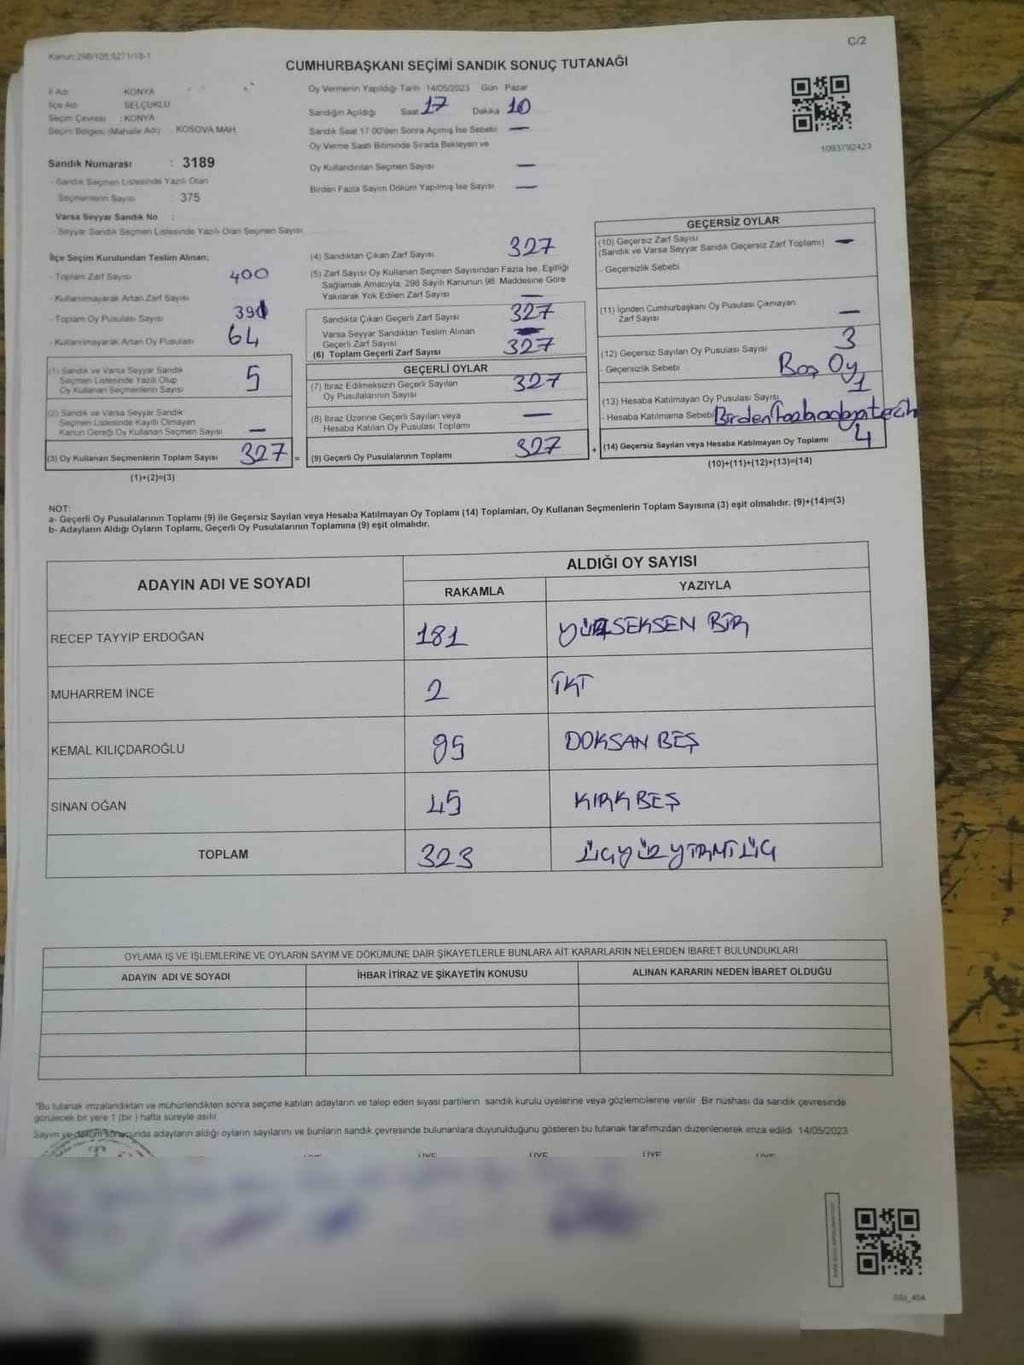 Kanun:298/105,6271/18-1
C/2
CUMHURBAŞKANI SEÇİMİ SANDIK SONUÇ TUTANAĞI
İl Adı : KONYA
İlçe Adı : SELÇUKLU
Seçim Çevresi : KONYA
Seçim Bölgesi (Mahalle Adı) : KOSOVA MAH.
Sandık Numarası : 3189
- Sandık Seçmen Listesinde Yazılı Olan
Seçmenlerin Sayısı : 375
Varsa Seyyar Sandık No :
- Seyyar Sandık Seçmen Listesinde Yazılı Olan Seçmen Sayısı
Oy Vermenin Yapıldığı Tarih 14/05/2023 Gün Pazar
Sandığın Açıldığı Saat 17 Dakika 10
Sandık Saat 17.00'den Sonra Açılmış İse Sebebi —
Oy Verme Saati Bitiminde Sırada Bekleyen ve
Oy Kullandırılan Seçmen Sayısı —
Birden Fazla Sayım Döküm Yapılmış İse Sayısı —
1093792423
İlçe Seçim Kurulundan Teslim Alınan;
- Toplam Zarf Sayısı 400
- Kullanılmayarak Artan Zarf Sayısı
- Toplam Oy Pusulası Sayısı
- Kullanılmayarak Artan Oy Pusulası 64
(1) Sandık ve Varsa Seyyar Sandık
Seçmen Listesinde Yazılı Olup
Oy Kullanan Seçmenlerin Sayısı 5
(2) Sandık ve Varsa Seyyar Sandık
Seçmen Listesinde Kayıtlı Olmayan
Kanun Gereği Oy Kullanan Seçmen Sayısı —
(3) Oy Kullanan Seçmenlerin Toplam Sayısı 327 =
(1)+(2)=(3)
(4) Sandıktan Çıkan Zarf Sayısı 327
(5) Zarf Sayısı Oy Kullanan Seçmen Sayısından Fazla İse, Eşitliği
Sağlamak Amacıyla, 298 Sayılı Kanunun 98. Maddesine Göre
Yakılarak Yok Edilen Zarf Sayısı —
Sandıkta Çıkan Geçerli Zarf Sayısı 327
Varsa Seyyar Sandıktan Teslim Alınan
Geçerli Zarf Sayısı —
(6) Toplam Geçerli Zarf Sayısı 327
GEÇERLİ OYLAR
(7) İtiraz Edilmeksizin Geçerli Sayılan
Oy Pusulalarının Sayısı 327
(8) İtiraz Üzerine Geçerli Sayılan veya
Hesaba Katılan Oy Pusulası Toplamı —
(9) Geçerli Oy Pusulalarının Toplamı 327 +
GEÇERSİZ OYLAR
(10) Geçersiz Zarf Sayısı
(Sandık ve Varsa Seyyar Sandık Geçersiz Zarf Toplamı) —
- Geçersizlik Sebebi
(11) İçinden Cumhurbaşkanı Oy Pusulası Çıkmayan
Zarf Sayısı —
(12) Geçersiz Sayılan Oy Pusulası Sayısı 3
- Geçersizlik Sebebi Boş Oy
(13) Hesaba Katılmayan Oy Pusulası Sayısı 1
- Hesaba Katılmama Sebebi Birden fazla adaya tercih
(14) Geçersiz Sayılan veya Hesaba Katılmayan Oy Toplamı 4
(10)+(11)+(12)+(13)=(14)
NOT:
a- Geçerli Oy Pusulalarının Toplamı (9) ile Geçersiz Sayılan veya Hesaba Katılmayan Oy Toplamı (14) Toplamları, Oy Kullanan Seçmenlerin Toplam Sayısına (3) eşit olmalıdır. (9)+(14)=(3)
b- Adayların Aldığı Oyların Toplamı, Geçerli Oy Pusulalarının Toplamına (9) eşit olmalıdır.
ADAYIN ADI VE SOYADI ALDIĞI OY SAYISI
RAKAMLA YAZIYLA
RECEP TAYYİP ERDOĞAN 181 YÜZSEKSEN BİR
MUHARREM İNCE 2 İKİ
KEMAL KILIÇDAROĞLU 95 DOKSAN BEŞ
SİNAN OĞAN 45 KIRK BEŞ
TOPLAM 323 ÜÇYÜZ YİRMİ ÜÇ
OYLAMA İŞ VE İŞLEMLERİNE VE OYLARIN SAYIM VE DÖKÜMÜNE DAİR ŞİKAYETLERLE BUNLARA AİT KARARLARIN NELERDEN İBARET BULUNDUKLARI
ADAYIN ADI VE SOYADI İHBAR İTİRAZ VE ŞİKAYETİN KONUSU ALINAN KARARIN NEDEN İBARET OLDUĞU
*Bu tutanak imzalandıktan ve mühürlendikten sonra seçime katılan adayların ve talep eden siyasi partilerin sandık kurulu üyelerine veya gözlemcilerine verilir. Bir nüshası da sandık çevresinde
görülecek bir yere 1 (bir) hafta süreyle asılır.
Sayım ve döküm sonucunda adayların aldığı oyların sayılarını ve bunların sandık çevresinde bulunanlara duyurulduğunu gösteren bu tutanak tarafımızdan düzenlenerek imza edildi. 14/05/2023
ÜYE ÜYE ÜYE ÜYE ÜYE